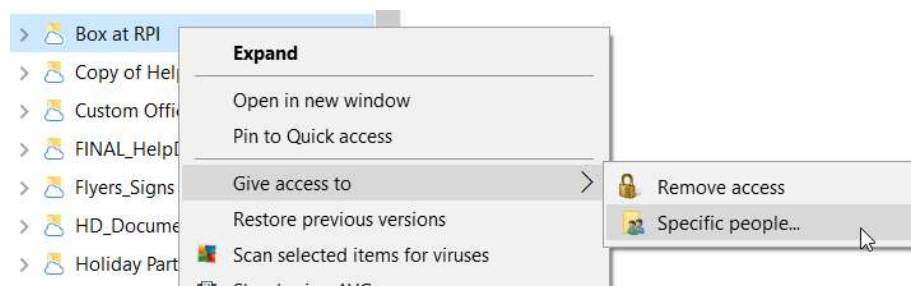 Box at RPI
Copy of Hel
Custom Offi
FINAL_Help
Flyers_Signs
HD_Docume
Holiday Part
Expand
Open in new window
Pin to Quick access
Give access to
Restore previous versions
Scan selected items for viruses
Remove access
Specific people...